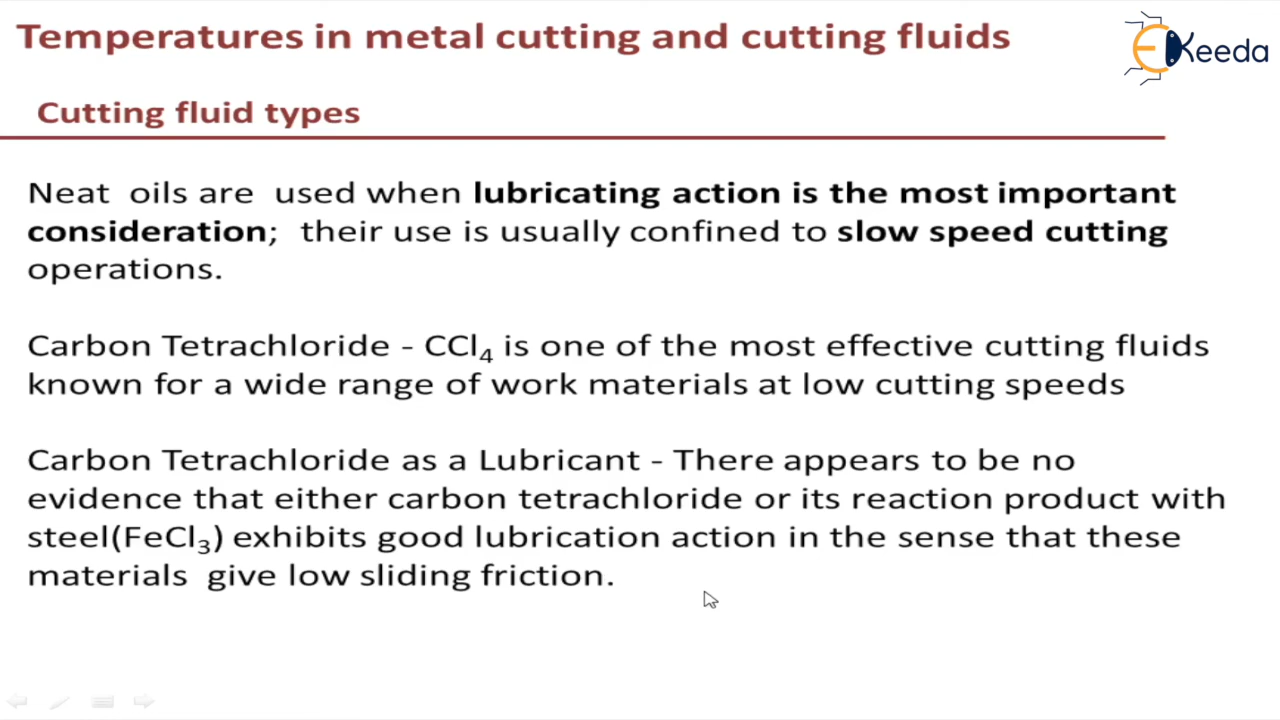 Temperatures in metal cutting and cutting fluids
EKeeda
Cutting fluid types
Neat oils are used when lubricating action is the most important
consideration; their use is usually confined to slow speed cutting
operations.
Carbon Tetrachloride - CCl₄ is one of the most effective cutting fluids
known for a wide range of work materials at low cutting speeds
Carbon Tetrachloride as a Lubricant - There appears to be no
evidence that either carbon tetrachloride or its reaction product with
steel(FeCl₃) exhibits good lubrication action in the sense that these
materials give low sliding friction.